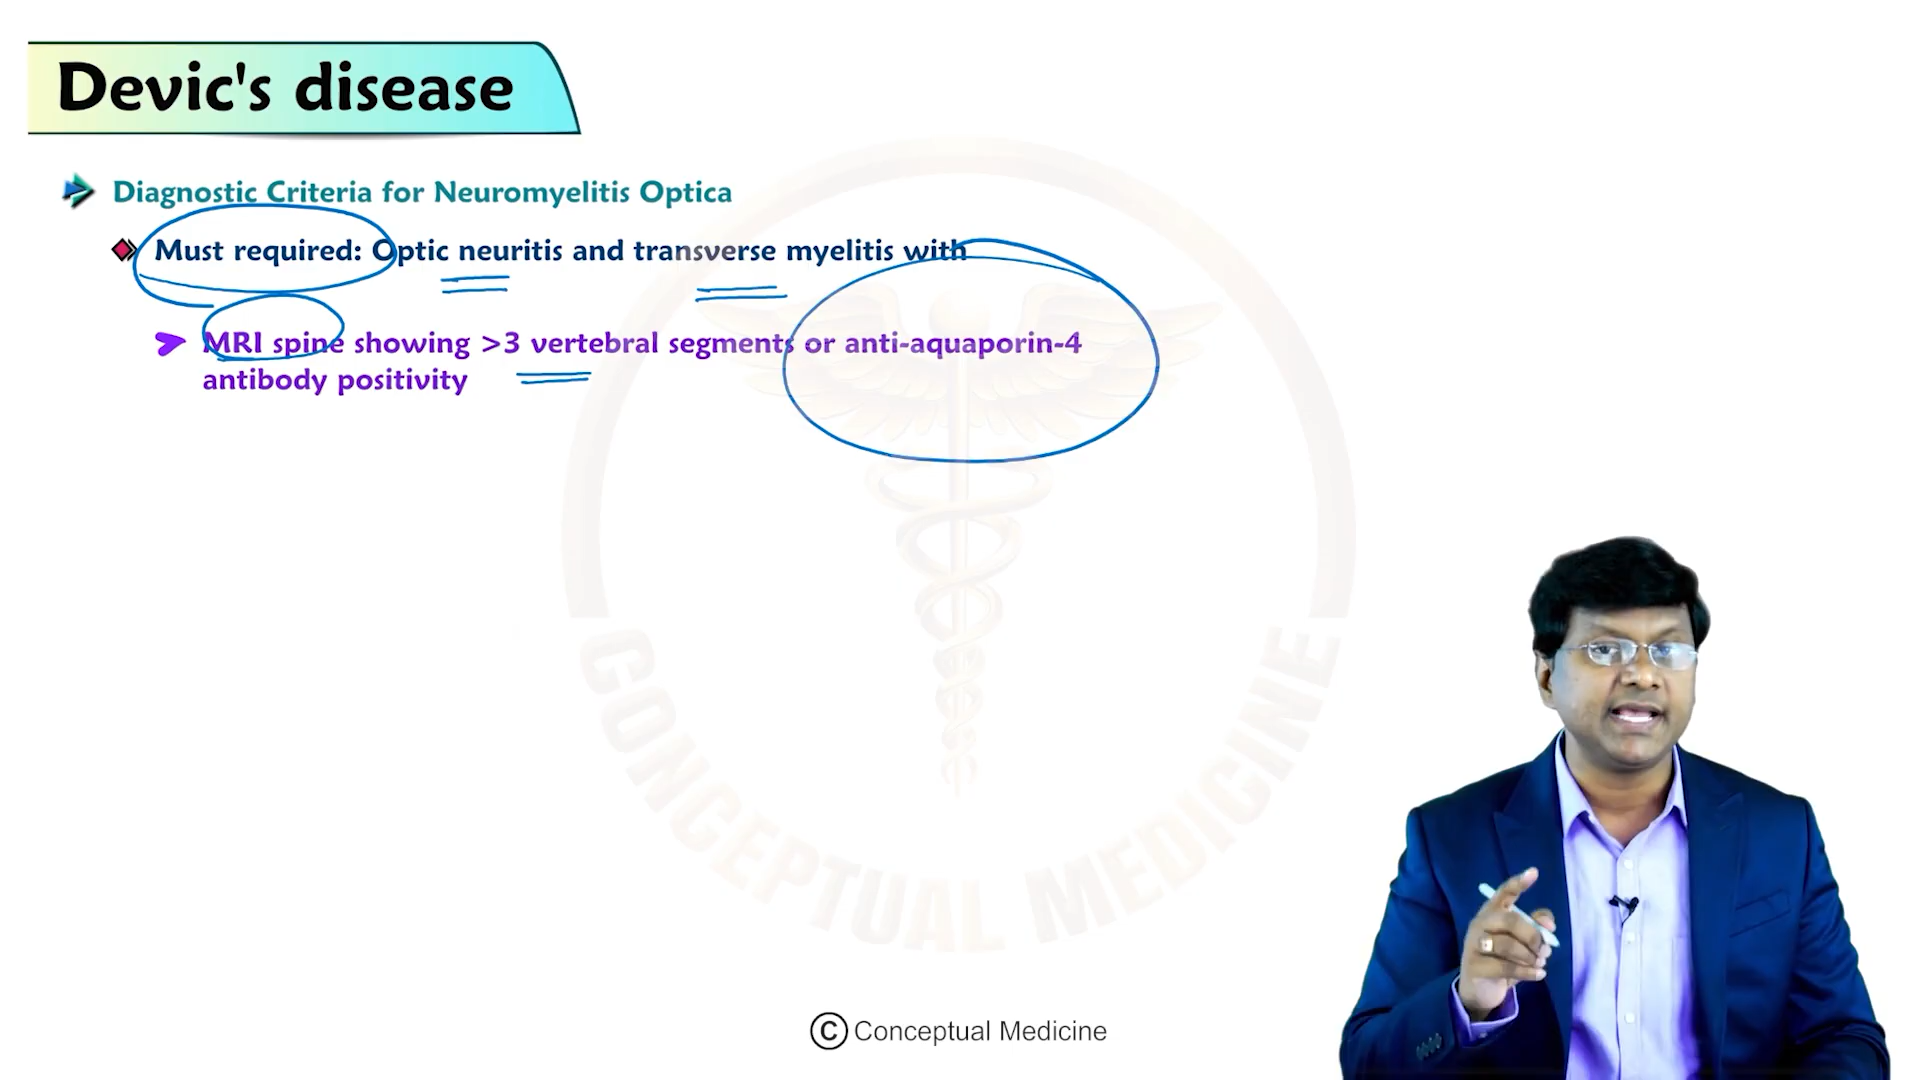 Devic's disease
Diagnostic Criteria for Neuromyelitis Optica
Must required: Optic neuritis and transverse myelitis with
MRI spine showing >3 vertebral segments or anti-aquaporin-4
antibody positivity
CONCEPTUAL MEDICINE
© Conceptual Medicine